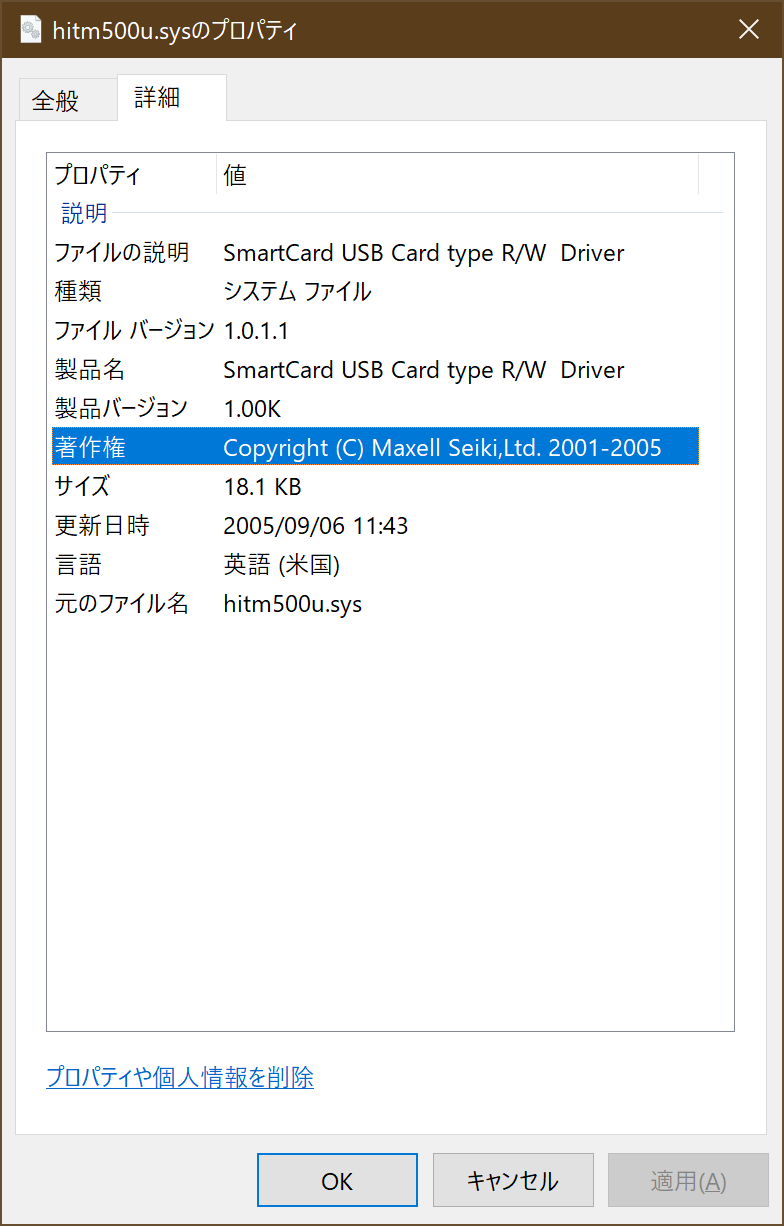 hitm500u.sysのプロパティ
全般 詳細
プロパティ 値
説明
ファイルの説明 SmartCard USB Card type R/W  Driver
種類 システム ファイル
ファイル バージョン 1.0.1.1
製品名 SmartCard USB Card type R/W  Driver
製品バージョン 1.00K
著作権 Copyright (C) Maxell Seiki,Ltd. 2001-2005
サイズ 18.1 KB
更新日時 2005/09/06 11:43
言語 英語 (米国)
元のファイル名 hitm500u.sys
プロパティや個人情報を削除
OK キャンセル 適用(A)